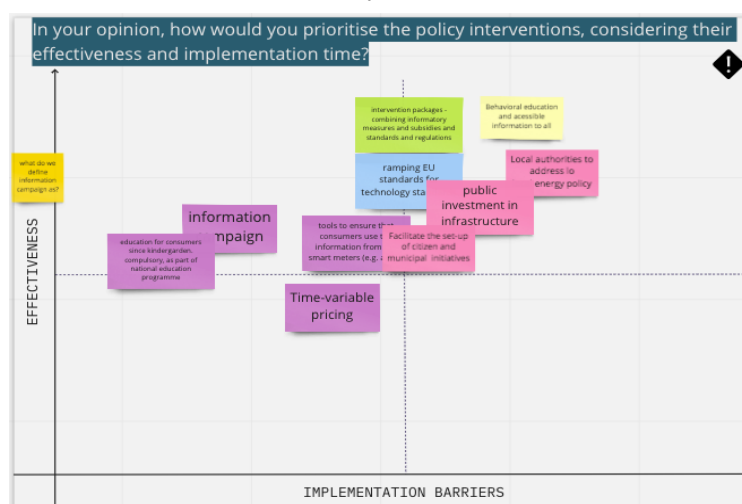 In your opinion, how would you prioritise the policy interventions, considering their
effectiveness and implementation time?
!
intervention packages -
combining informatory
measures and subsidies and
standards and regulations
Behavioral education
and acessible
information to all
what do we
define
information
campaign as?
ramping EU
standards for
technology
Local authorities to
address
energy policy
public
investment in
infrastructure
information
education for consumers
since kindergarden.
compulsory, as part of
national education
programme
tools to ensure that
consumers use
information from
smart meters (e.g.
Facilitate the set-up
of citizen and
municipal initiatives
Time-variable
pricing
EFFECTIVENESS
IMPLEMENTATION BARRIERS